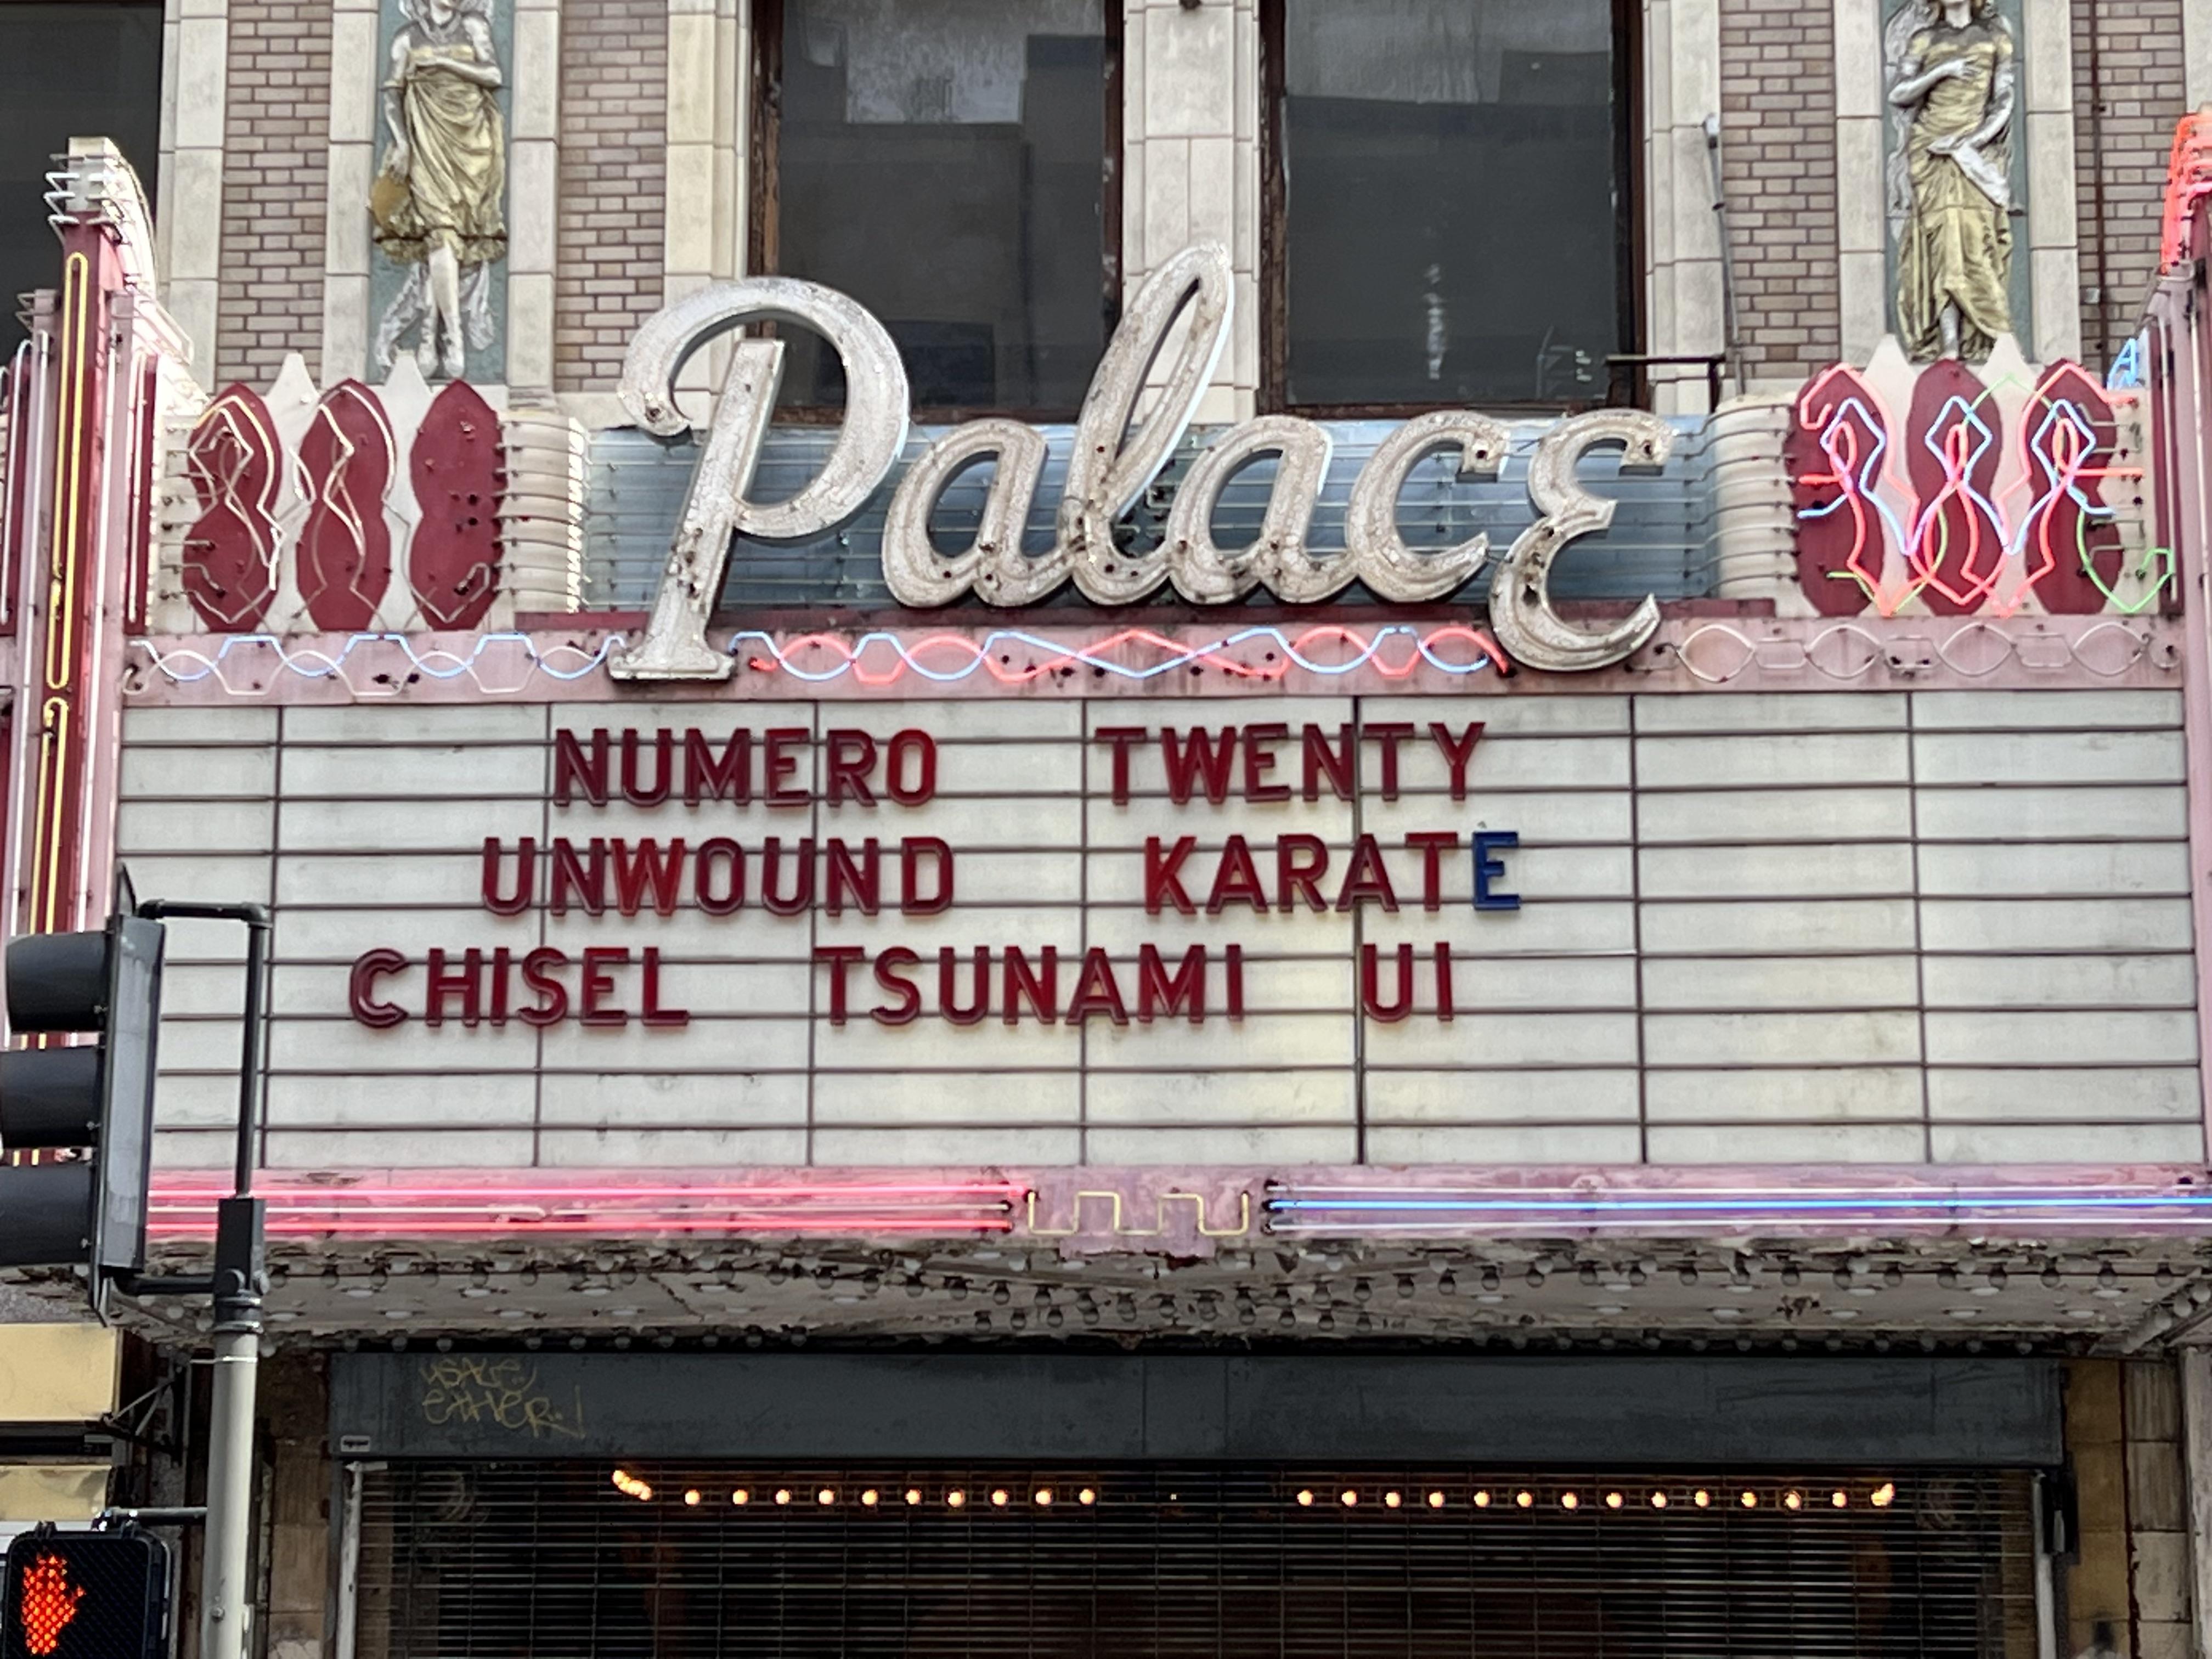 Palace
NUMERO TWENTY
UNWOUND KARATE
CHISEL TSUNAMI UI